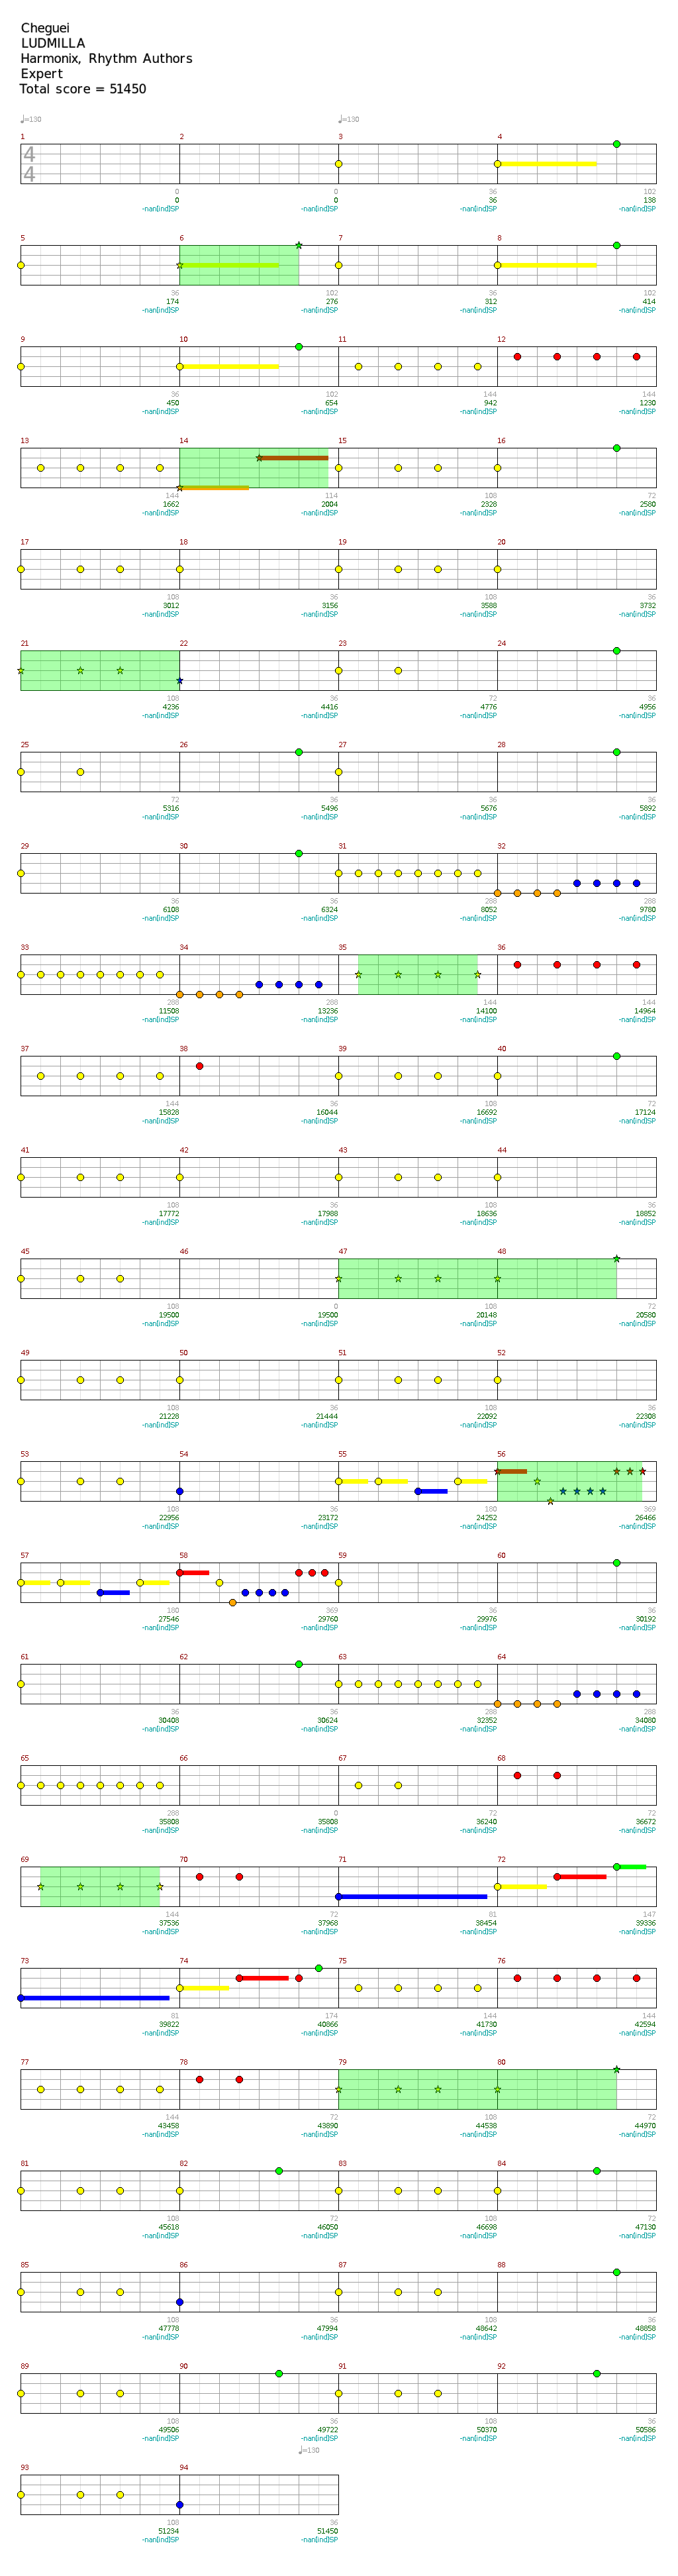 Cheguei
LUDMILLA
Harmonix, Rhythm Authors
Expert
Total score = 51450
♩=130 ♩=130
1 2 3 4
4
4
0 0 36 102
0 0 36 138
-nan(ind)SP -nan(ind)SP -nan(ind)SP -nan(ind)SP
5 6 7 8
36 102 36 102
174 276 312 414
-nan(ind)SP -nan(ind)SP -nan(ind)SP -nan(ind)SP
9 10 11 12
36 102 144 144
450 654 942 1230
-nan(ind)SP -nan(ind)SP -nan(ind)SP -nan(ind)SP
13 14 15 16
144 114 108 72
1662 2004 2328 2580
-nan(ind)SP -nan(ind)SP -nan(ind)SP -nan(ind)SP
17 18 19 20
108 36 108 36
3012 3156 3588 3732
-nan(ind)SP -nan(ind)SP -nan(ind)SP -nan(ind)SP
21 22 23 24
108 36 72 36
4236 4416 4776 4956
-nan(ind)SP -nan(ind)SP -nan(ind)SP -nan(ind)SP
25 26 27 28
72 36 36 36
5316 5496 5676 5892
-nan(ind)SP -nan(ind)SP -nan(ind)SP -nan(ind)SP
29 30 31 32
36 36 288 288
6108 6324 8052 9780
-nan(ind)SP -nan(ind)SP -nan(ind)SP -nan(ind)SP
33 34 35 36
288 288 144 144
11508 13236 14100 14964
-nan(ind)SP -nan(ind)SP -nan(ind)SP -nan(ind)SP
37 38 39 40
144 36 108 72
15828 16044 16692 17124
-nan(ind)SP -nan(ind)SP -nan(ind)SP -nan(ind)SP
41 42 43 44
108 36 108 36
17772 17988 18636 18852
-nan(ind)SP -nan(ind)SP -nan(ind)SP -nan(ind)SP
45 46 47 48
108 0 108 72
19500 19500 20148 20580
-nan(ind)SP -nan(ind)SP -nan(ind)SP -nan(ind)SP
49 50 51 52
108 36 108 36
21228 21444 22092 22308
-nan(ind)SP -nan(ind)SP -nan(ind)SP -nan(ind)SP
53 54 55 56
108 36 180 369
22956 23172 24252 26466
-nan(ind)SP -nan(ind)SP -nan(ind)SP -nan(ind)SP
57 58 59 60
180 369 36 36
27546 29760 29976 30192
-nan(ind)SP -nan(ind)SP -nan(ind)SP -nan(ind)SP
61 62 63 64
36 36 288 288
30408 30624 32352 34080
-nan(ind)SP -nan(ind)SP -nan(ind)SP -nan(ind)SP
65 66 67 68
288 0 72 72
35808 35808 36240 36672
-nan(ind)SP -nan(ind)SP -nan(ind)SP -nan(ind)SP
69 70 71 72
144 72 81 147
37536 37968 38454 39336
-nan(ind)SP -nan(ind)SP -nan(ind)SP -nan(ind)SP
73 74 75 76
81 174 144 144
39822 40866 41730 42594
-nan(ind)SP -nan(ind)SP -nan(ind)SP -nan(ind)SP
77 78 79 80
144 72 108 72
43458 43890 44538 44970
-nan(ind)SP -nan(ind)SP -nan(ind)SP -nan(ind)SP
81 82 83 84
108 72 108 72
45618 46050 46698 47130
-nan(ind)SP -nan(ind)SP -nan(ind)SP -nan(ind)SP
85 86 87 88
108 36 108 36
47778 47994 48642 48858
-nan(ind)SP -nan(ind)SP -nan(ind)SP -nan(ind)SP
89 90 91 92
108 36 108 36
49506 49722 50370 50586
-nan(ind)SP -nan(ind)SP -nan(ind)SP -nan(ind)SP
♩=130
93 94
108 36
51234 51450
-nan(ind)SP -nan(ind)SP